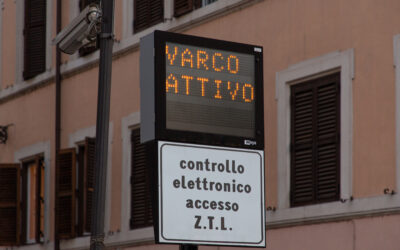 VARCO
ATTIVO
controllo
elettronico
accesso
Z.T.L.